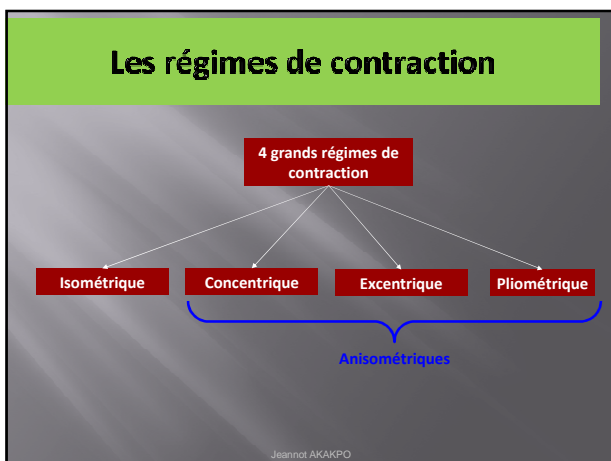 Les régimes de contraction
4 grands régimes de
contraction
Isométrique
Concentrique
Excentrique
Pliométrique
Anisométriques
Jeannot AKAKPO